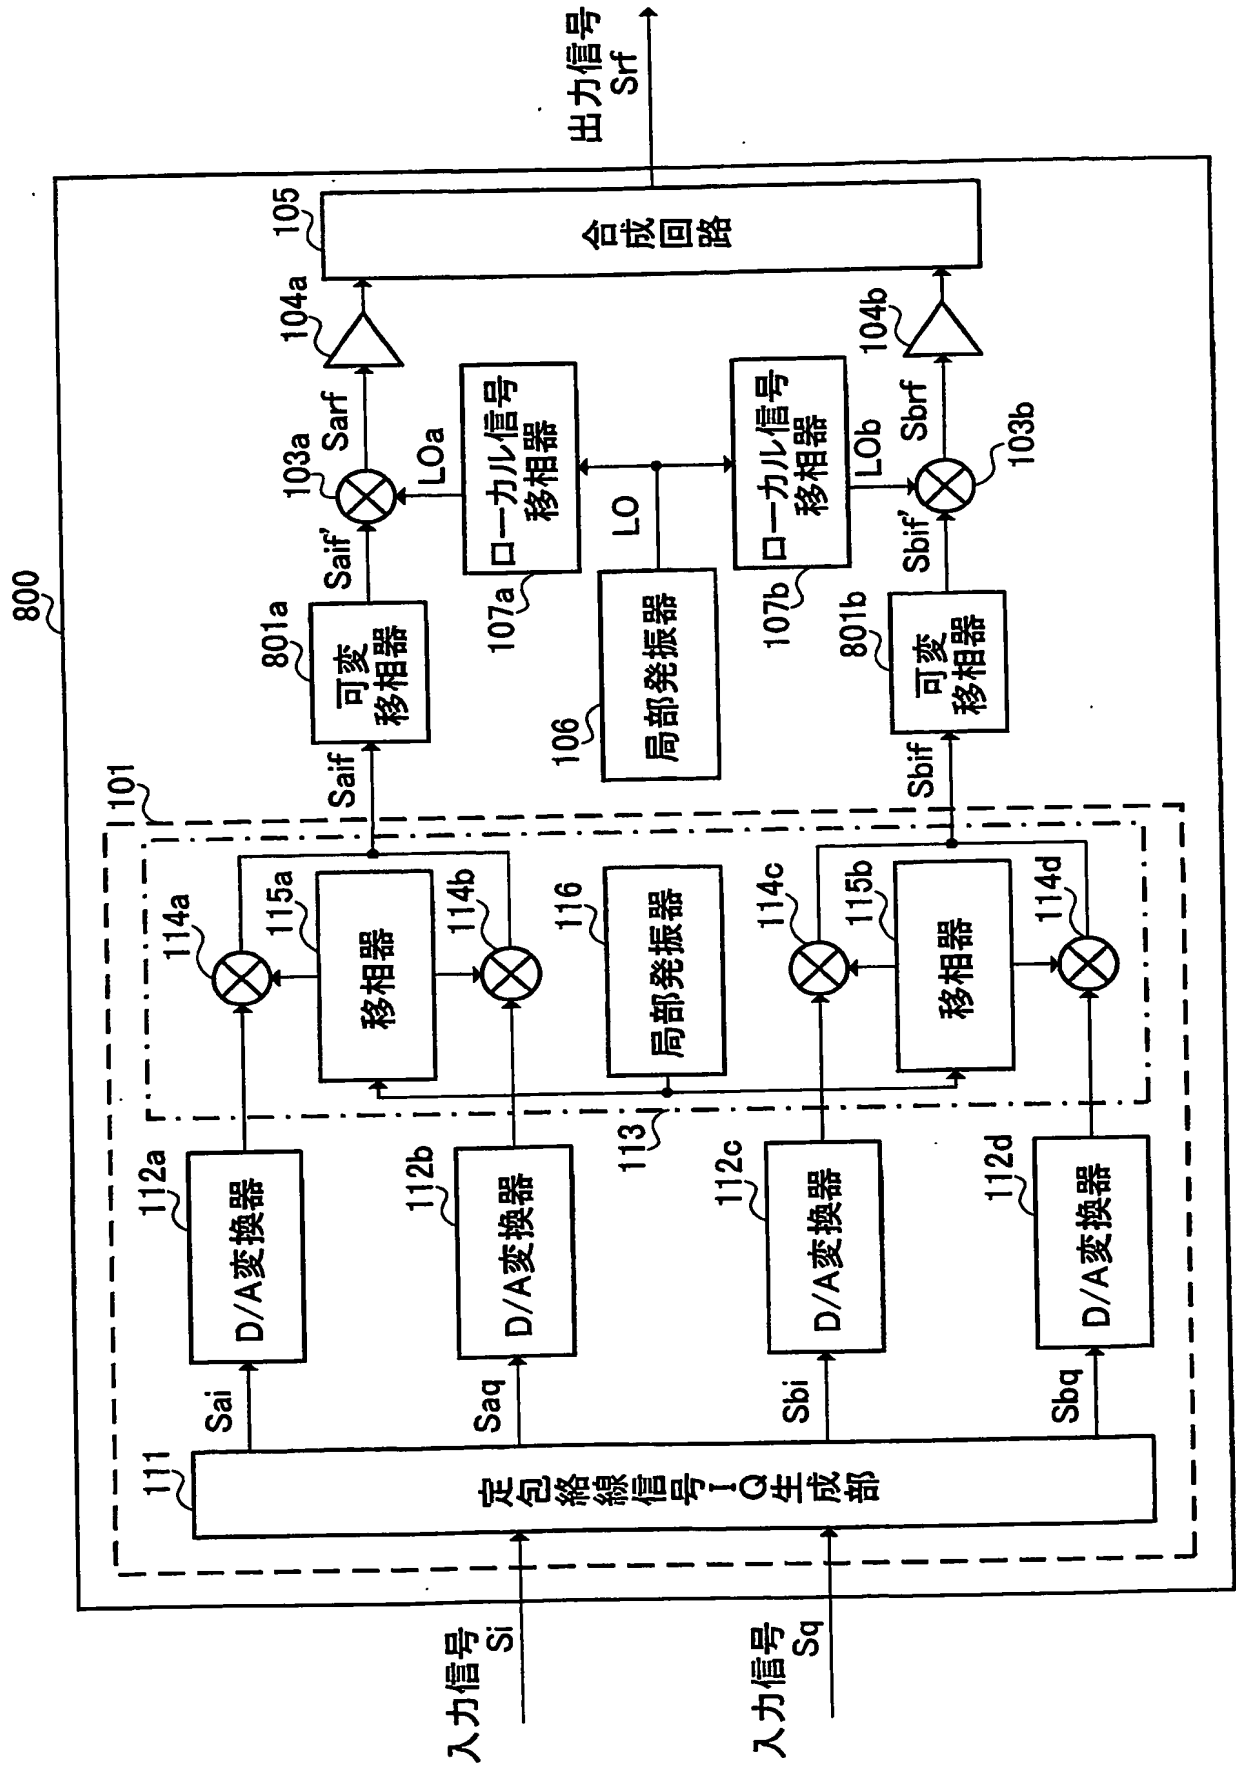 800
101
入力信号
Si
入力信号
Sq
111
定包絡線信号IQ生成部
Sai
Saq
Sbi
Sbq
112a
D/A変換器
112b
D/A変換器
112c
D/A変換器
112d
D/A変換器
113
114a
115a
移相器
114b
116
局部発振器
114c
115b
移相器
114d
Saif
Sbif
801a
可変
移相器
801b
可変
移相器
106
局部発振器
LO
Saif'
Sbif'
103a
103b
107a
ローカル信号
移相器
107b
ローカル信号
移相器
LOa
LOb
Sarf
Sbrf
104a
104b
105
合成回路
出力信号
Srf